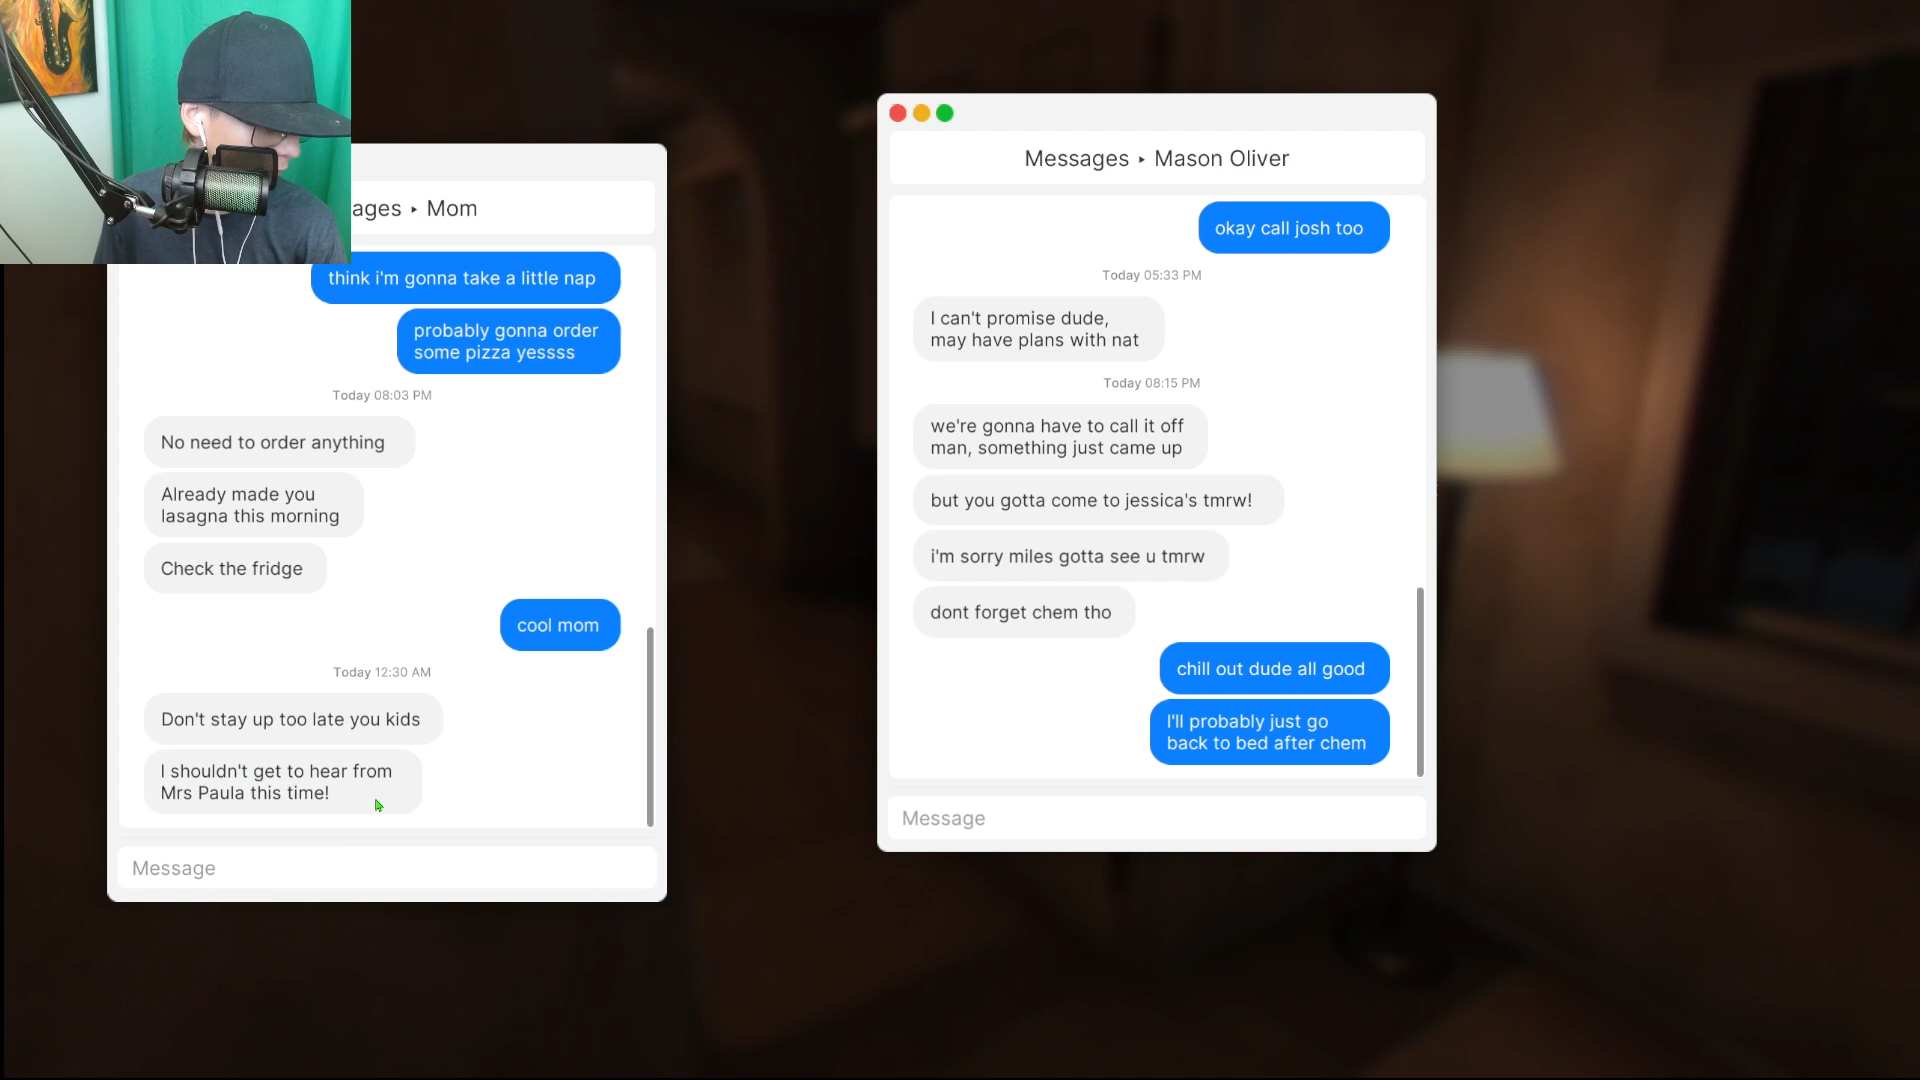 ages ▸ Mom
think i'm gonna take a little nap
probably gonna order
some pizza yessss
Today 08:03 PM
No need to order anything
Already made you
lasagna this morning
Check the fridge
cool mom
Today 12:30 AM
Don't stay up too late you kids
I shouldn't get to hear from
Mrs Paula this time!
Message
Messages ▸ Mason Oliver
okay call josh too
Today 05:33 PM
I can't promise dude,
may have plans with nat
Today 08:15 PM
we're gonna have to call it off
man, something just came up
but you gotta come to jessica's tmrw!
i'm sorry miles gotta see u tmrw
dont forget chem tho
chill out dude all good
I'll probably just go
back to bed after chem
Message